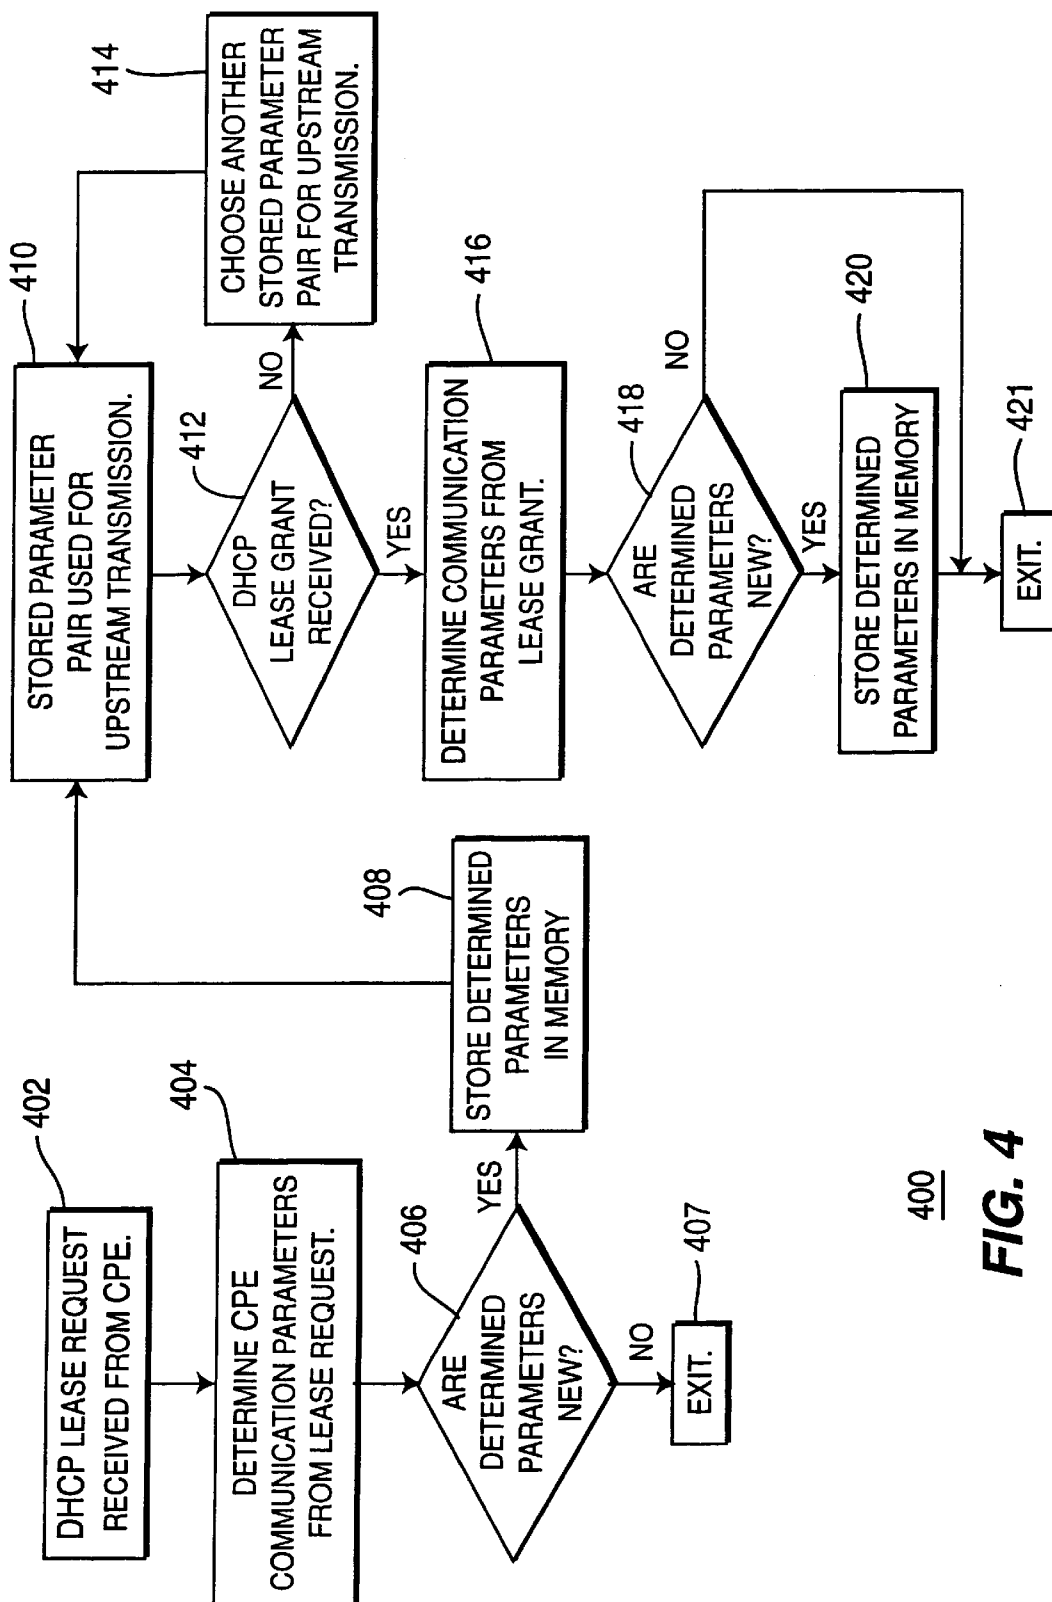 402
DHCP LEASE REQUEST
RECEIVED FROM CPE.
404
DETERMINE CPE
COMMUNICATION PARAMETERS
FROM LEASE REQUEST.
406
ARE
DETERMINED
PARAMETERS
NEW?
YES
NO
407
EXIT.
408
STORE DETERMINED
PARAMETERS
IN MEMORY
410
STORED PARAMETER
PAIR USED FOR
UPSTREAM TRANSMISSION.
412
DHCP
LEASE GRANT
RECEIVED?
NO
YES
414
CHOOSE ANOTHER
STORED PARAMETER
PAIR FOR UPSTREAM
TRANSMISSION.
416
DETERMINE COMMUNICATION
PARAMETERS FROM
LEASE GRANT.
418
ARE
DETERMINED
PARAMETERS
NEW?
NO
YES
420
STORE DETERMINED
PARAMETERS IN MEMORY
421
EXIT.
400
FIG. 4